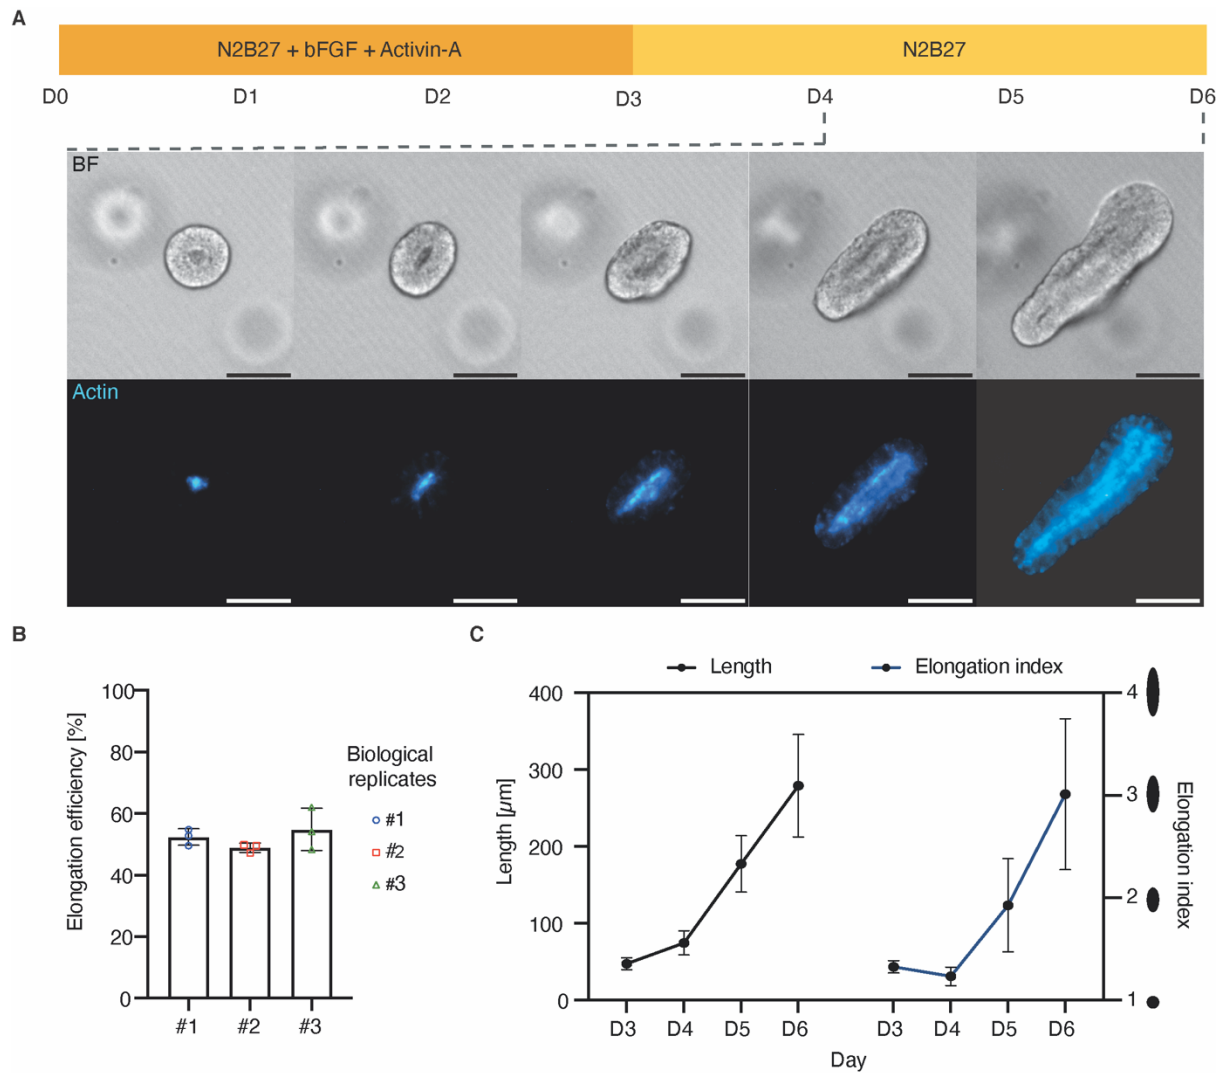 A
N2B27 + bFGF + Activin-A
N2B27
D0
D1
D2
D3
D4
D5
D6
BF
Actin
B
C
Elongation efficiency [%]
100
80
60
40
20
0
#1
#2
#3
Biological
replicates
#1
#2
#3
Length
Elongation index
Length [µm]
400
300
200
100
0
4
3
2
1
Elongation index
D3
D4
D5
D6
D3
D4
D5
D6
Day